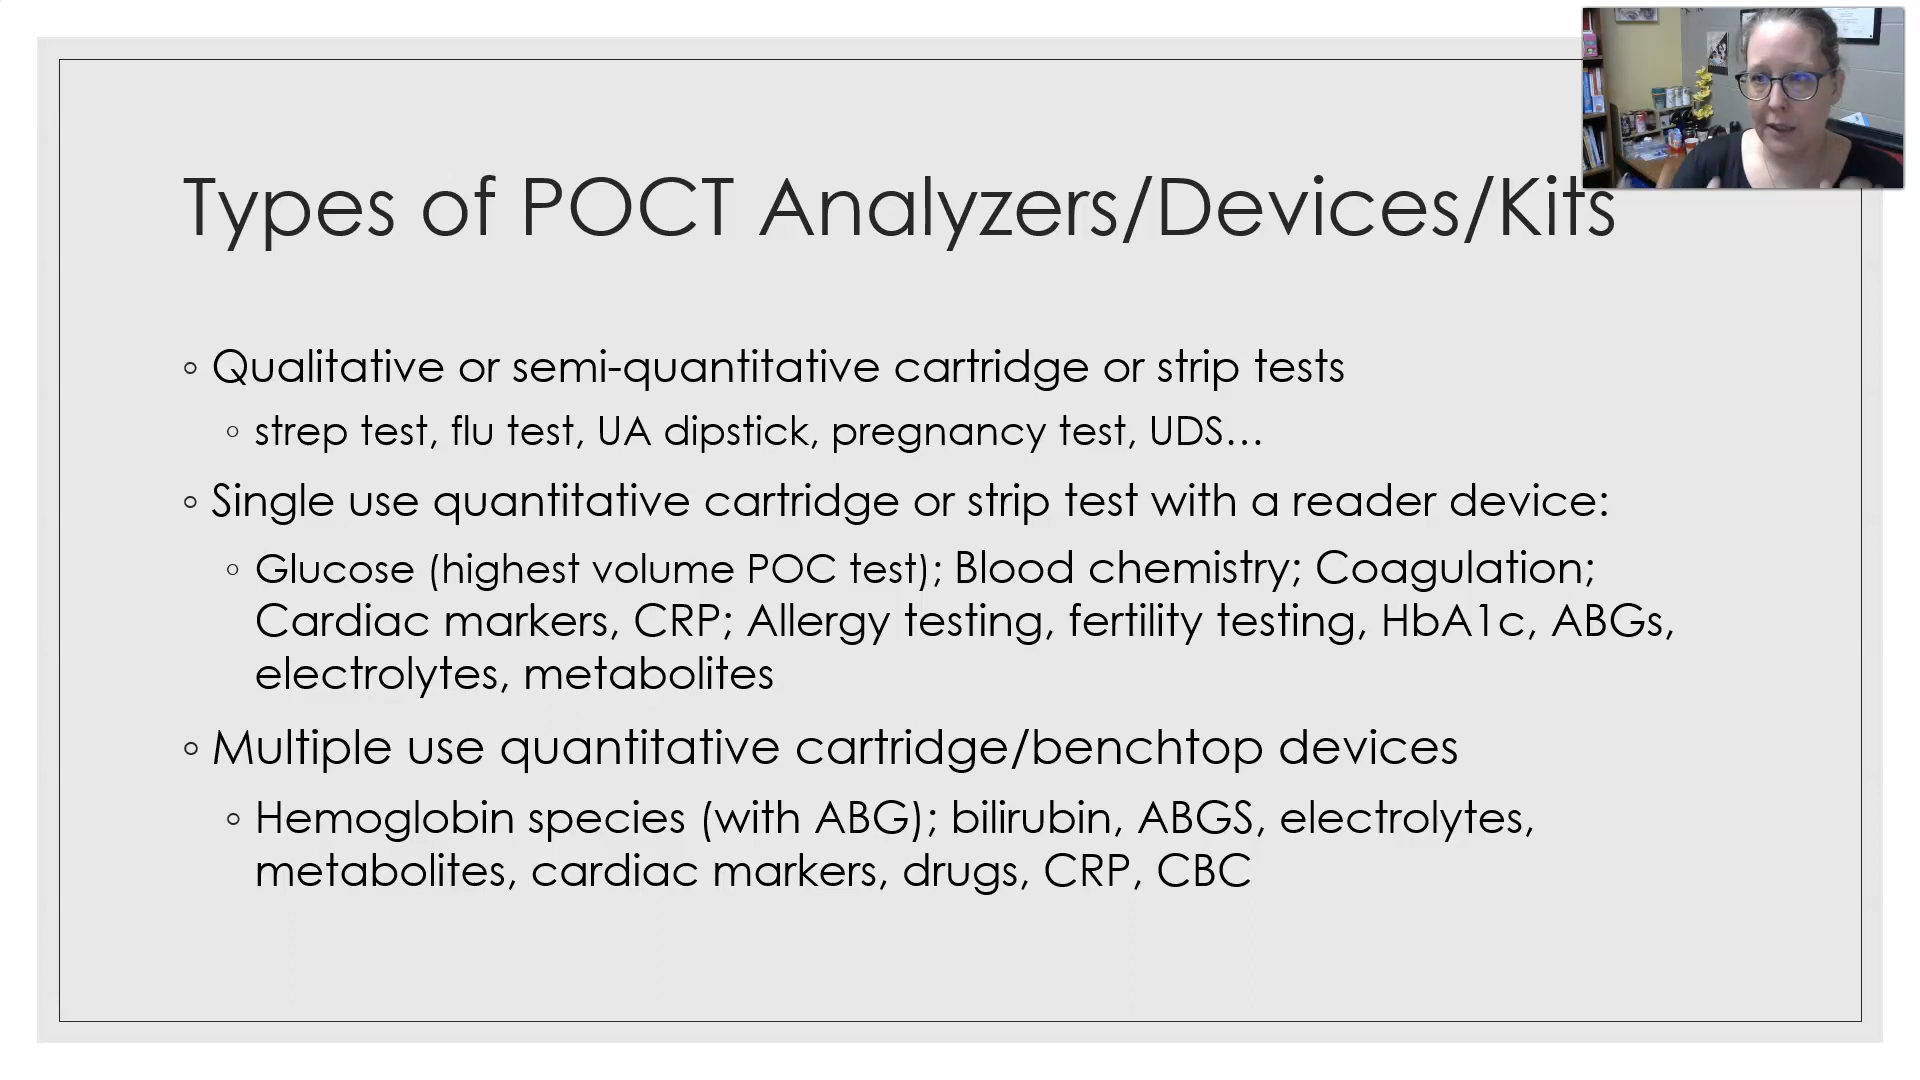 Types of POCT Analyzers/Devices/Kits
◦ Qualitative or semi-quantitative cartridge or strip tests
◦ strep test, flu test, UA dipstick, pregnancy test, UDS…
◦ Single use quantitative cartridge or strip test with a reader device:
◦ Glucose (highest volume POC test); Blood chemistry; Coagulation;
Cardiac markers, CRP; Allergy testing, fertility testing, HbA1c, ABGs,
electrolytes, metabolites
◦ Multiple use quantitative cartridge/benchtop devices
◦ Hemoglobin species (with ABG); bilirubin, ABGS, electrolytes,
metabolites, cardiac markers, drugs, CRP, CBC